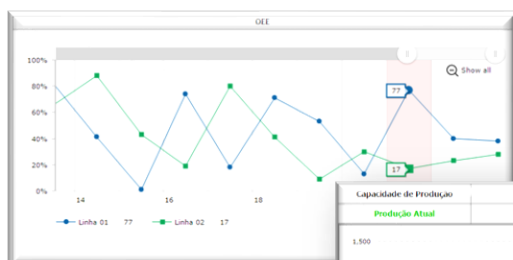 OEE
100%
Show all
80%
77
60%
40%
20%
17
0%
14 16 18
Linha 01 77 Linha 02 17
Capacidade de Produção
Produção Atual
1,500